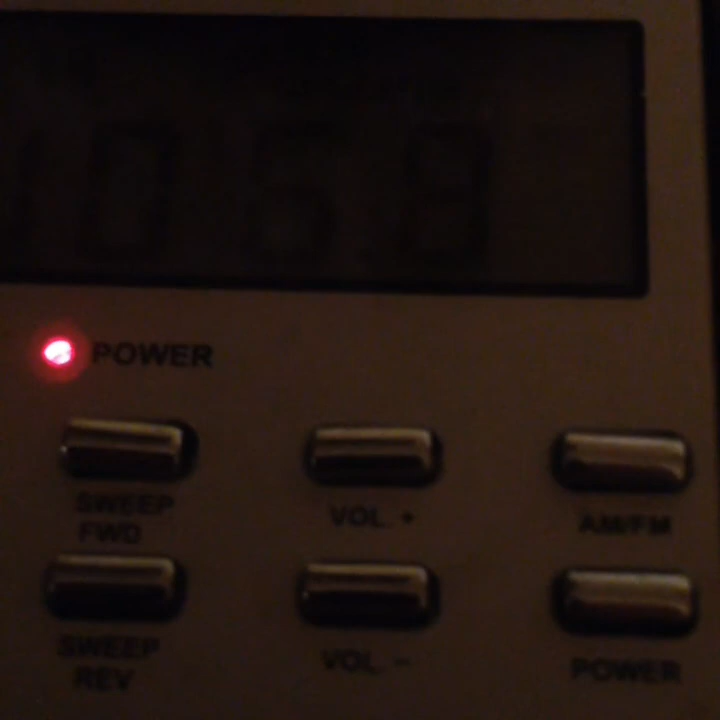 POWER
SWEEP FWD
VOL. +
AM/FM
SWEEP REV
VOL. -
POWER